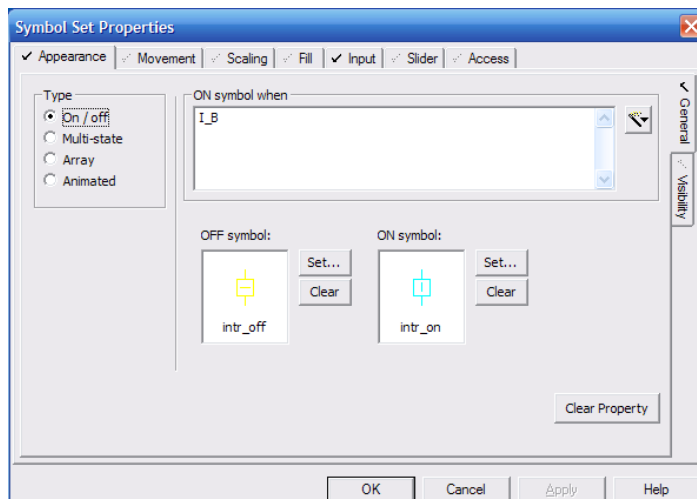 Symbol Set Properties
Appearance Movement Scaling Fill Input Slider Access
Type
On / off
Multi-state
Array
Animated
ON symbol when
I_B
General
Visibility
OFF symbol:
ON symbol:
Set...
Clear
Set...
Clear
intr_off
intr_on
Clear Property
OK Cancel Apply Help